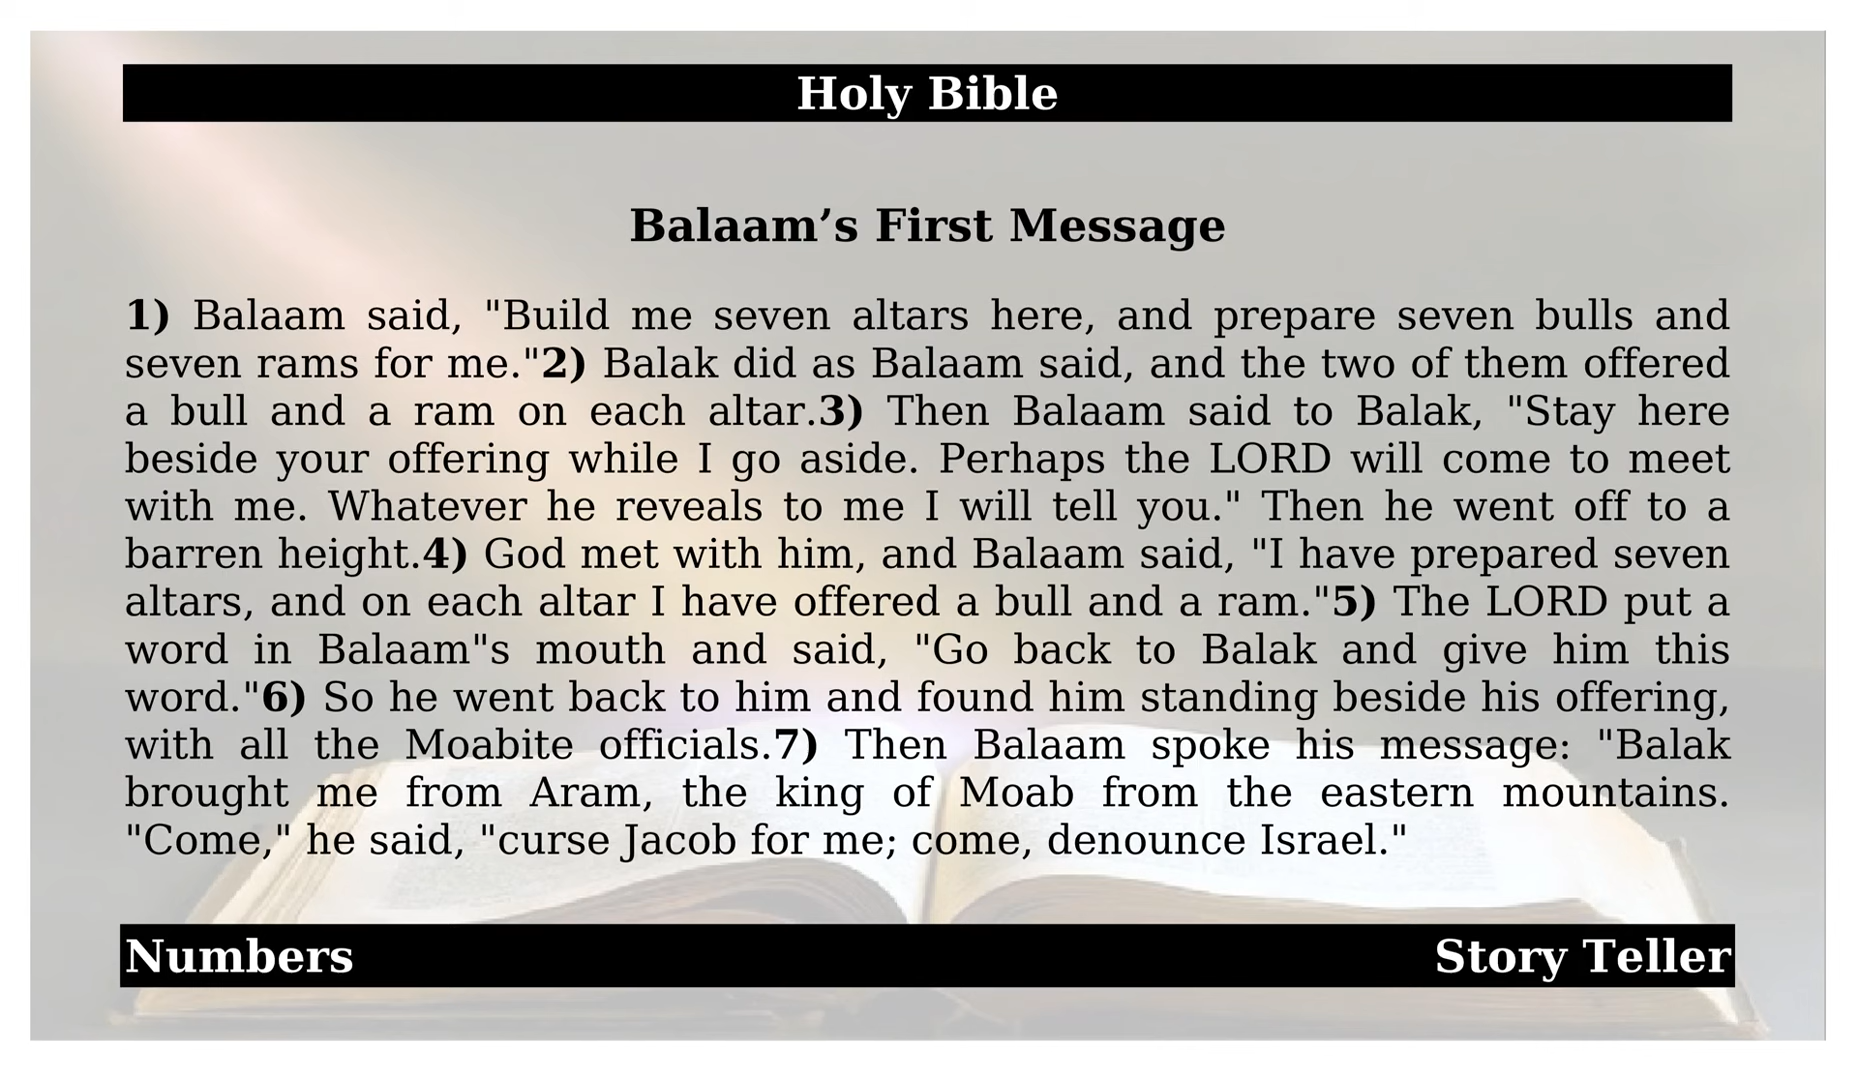 Holy Bible
Balaam’s First Message
1) Balaam said, "Build me seven altars here, and prepare seven bulls and
seven rams for me."2) Balak did as Balaam said, and the two of them offered
a bull and a ram on each altar.3) Then Balaam said to Balak, "Stay here
beside your offering while I go aside. Perhaps the LORD will come to meet
with me. Whatever he reveals to me I will tell you." Then he went off to a
barren height.4) God met with him, and Balaam said, "I have prepared seven
altars, and on each altar I have offered a bull and a ram."5) The LORD put a
word in Balaam"s mouth and said, "Go back to Balak and give him this
word."6) So he went back to him and found him standing beside his offering,
with all the Moabite officials.7) Then Balaam spoke his message: "Balak
brought me from Aram, the king of Moab from the eastern mountains.
"Come," he said, "curse Jacob for me; come, denounce Israel."
Numbers
Story Teller